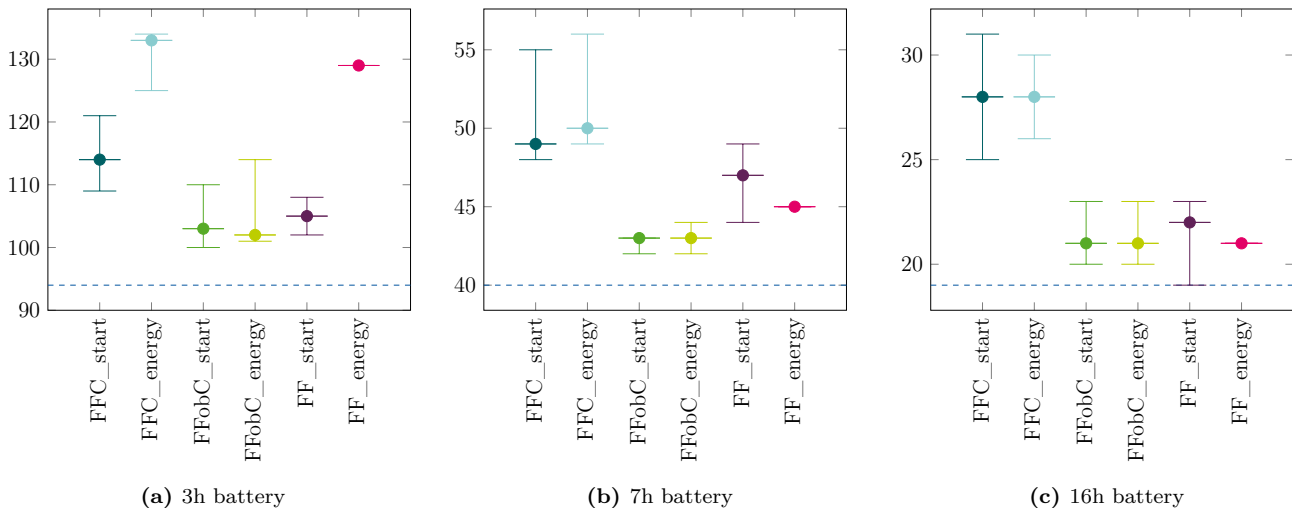 130
120
110
100
90
FFC_start
FFC_energy
FFobC_start
FFobC_energy
FF_start
FF_energy
(a) 3h battery
55
50
45
40
FFC_start
FFC_energy
FFobC_start
FFobC_energy
FF_start
FF_energy
(b) 7h battery
30
25
20
FFC_start
FFC_energy
FFobC_start
FFobC_energy
FF_start
FF_energy
(c) 16h battery